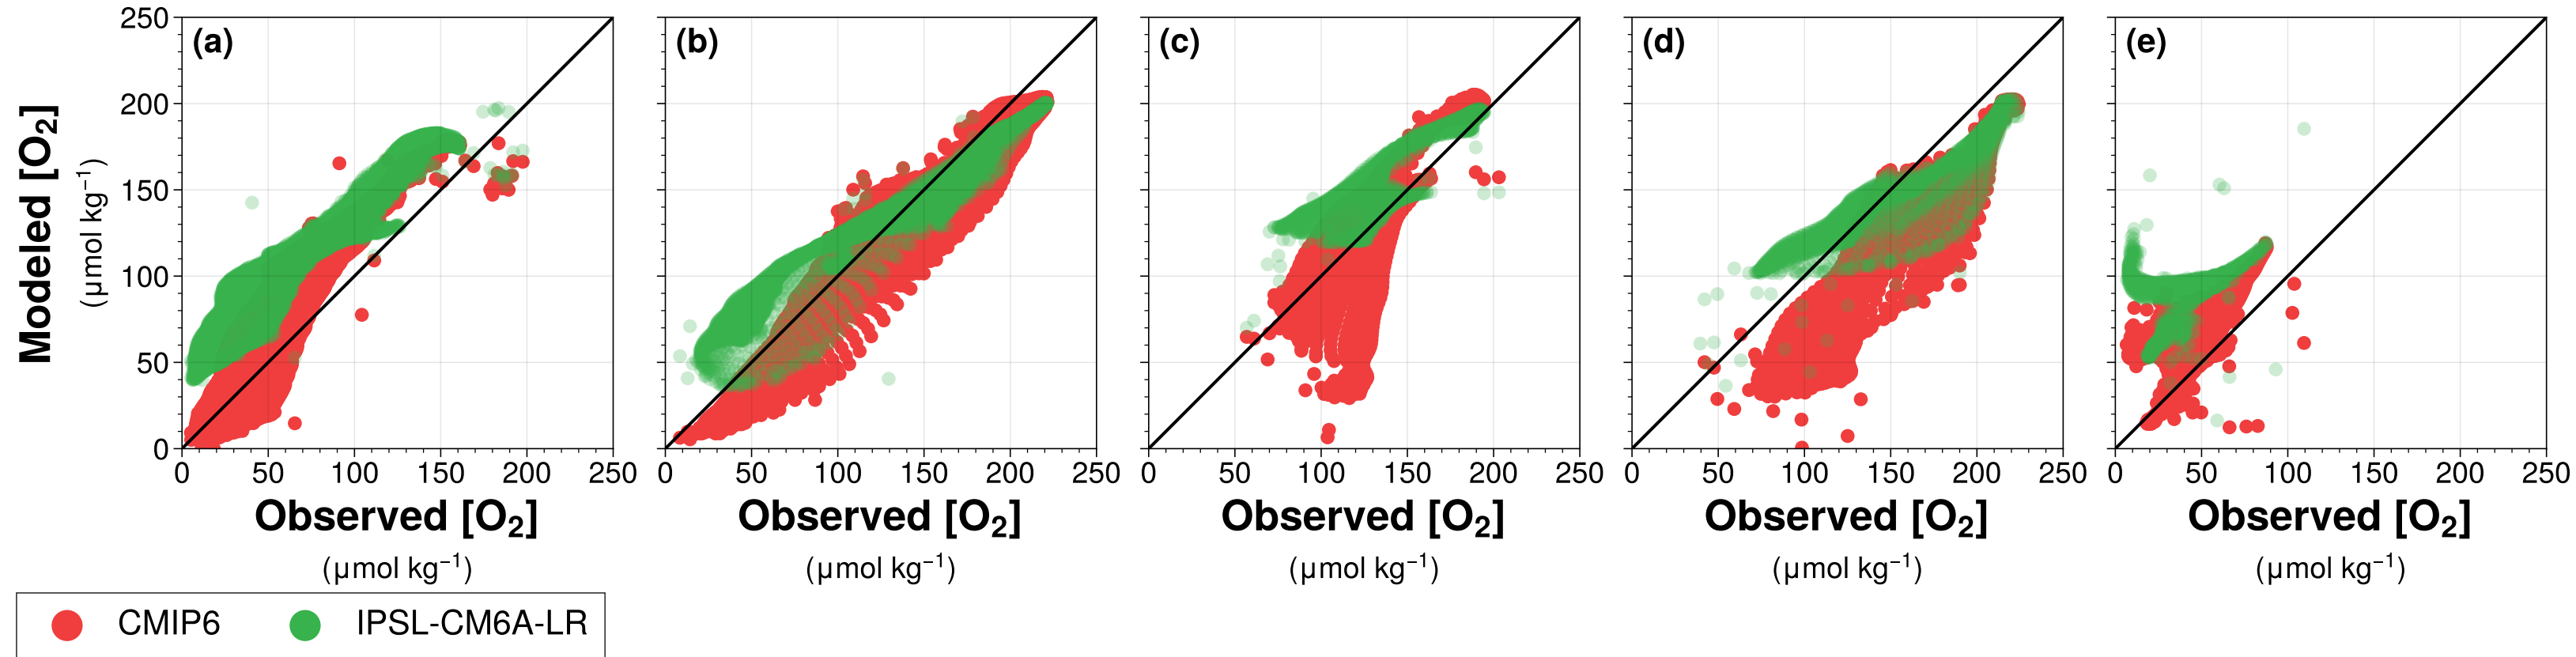 (a) (b) (c) (d) (e)
250
200
150
100
50
0
Modeled [O₂]
(µmol kg⁻¹)
0 50 100 150 200 250 0 50 100 150 200 250 0 50 100 150 200 250 0 50 100 150 200 250 0 50 100 150 200 250
Observed [O₂] Observed [O₂] Observed [O₂] Observed [O₂] Observed [O₂]
(µmol kg⁻¹) (µmol kg⁻¹) (µmol kg⁻¹) (µmol kg⁻¹) (µmol kg⁻¹)
CMIP6 IPSL-CM6A-LR